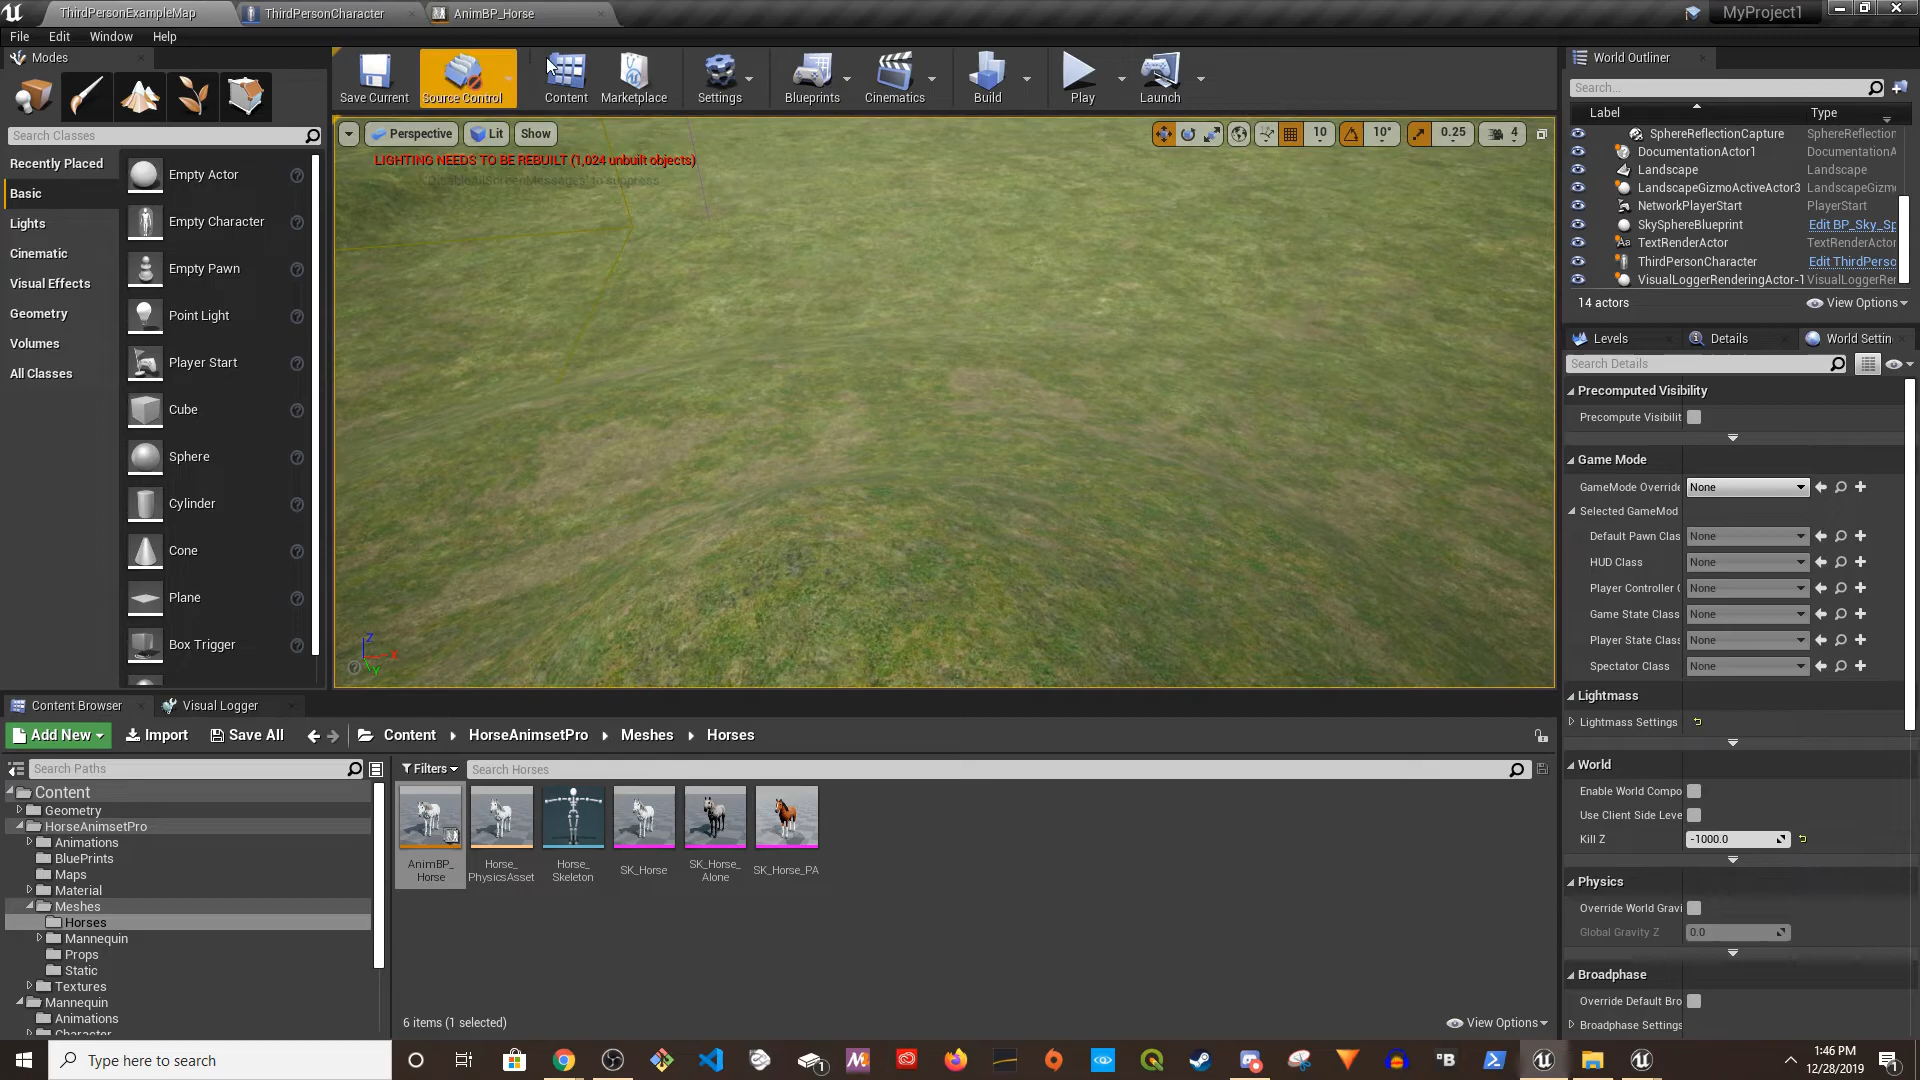 ThirdPersonExampleMap
ThirdPersonCharacter
AnimBP_Horse
MyProject1
File Edit Window Help
Modes
Search Classes
Recently Placed
Basic
Lights
Cinematic
Visual Effects
Geometry
Volumes
All Classes
Empty Actor
Empty Character
Empty Pawn
Point Light
Player Start
Cube
Sphere
Cylinder
Cone
Plane
Box Trigger
Save Current
Source Control
Content
Marketplace
Settings
Blueprints
Cinematics
Build
Play
Launch
Perspective Lit Show
10 10° 0.25 4
LIGHTING NEEDS TO BE REBUILT (1,024 unbuilt objects)
'DisableAllScreenMessages' to suppress
Z
X
Y
World Outliner
Search...
Label Type
SphereReflectionCapture SphereReflection
DocumentationActor1 DocumentationA
Landscape Landscape
LandscapeGizmoActiveActor3 LandscapeGizm
NetworkPlayerStart PlayerStart
SkySphereBlueprint Edit BP_Sky_Sp
TextRenderActor TextRenderActor
ThirdPersonCharacter Edit ThirdPerso
VisualLoggerRenderingActor-1 VisualLoggerRer
14 actors
View Options
Levels Details World Settin
Search Details
Precomputed Visibility
Precompute Visibilit
Game Mode
GameMode Override None
Selected GameMod
Default Pawn Clas None
HUD Class None
Player Controller C None
Game State Class None
Player State Class None
Spectator Class None
Lightmass
Lightmass Settings
World
Enable World Compo
Use Client Side Leve
Kill Z -1000.0
Physics
Override World Gravi
Global Gravity Z 0.0
Broadphase
Override Default Bro
Broadphase Settings
Content Browser
Visual Logger
Add New
Import
Save All
Content HorseAnimsetPro Meshes Horses
Search Paths
Filters
Search Horses
Content
Geometry
HorseAnimsetPro
Animations
BluePrints
Maps
Material
Meshes
Horses
Mannequin
Props
Static
Textures
Mannequin
Animations
Character
AnimBP_
Horse
Horse_
PhysicsAsset
Horse_
Skeleton
SK_Horse
SK_Horse_
Alone
SK_Horse_PA
6 items (1 selected)
View Options
Type here to search
1:46 PM
12/28/2019